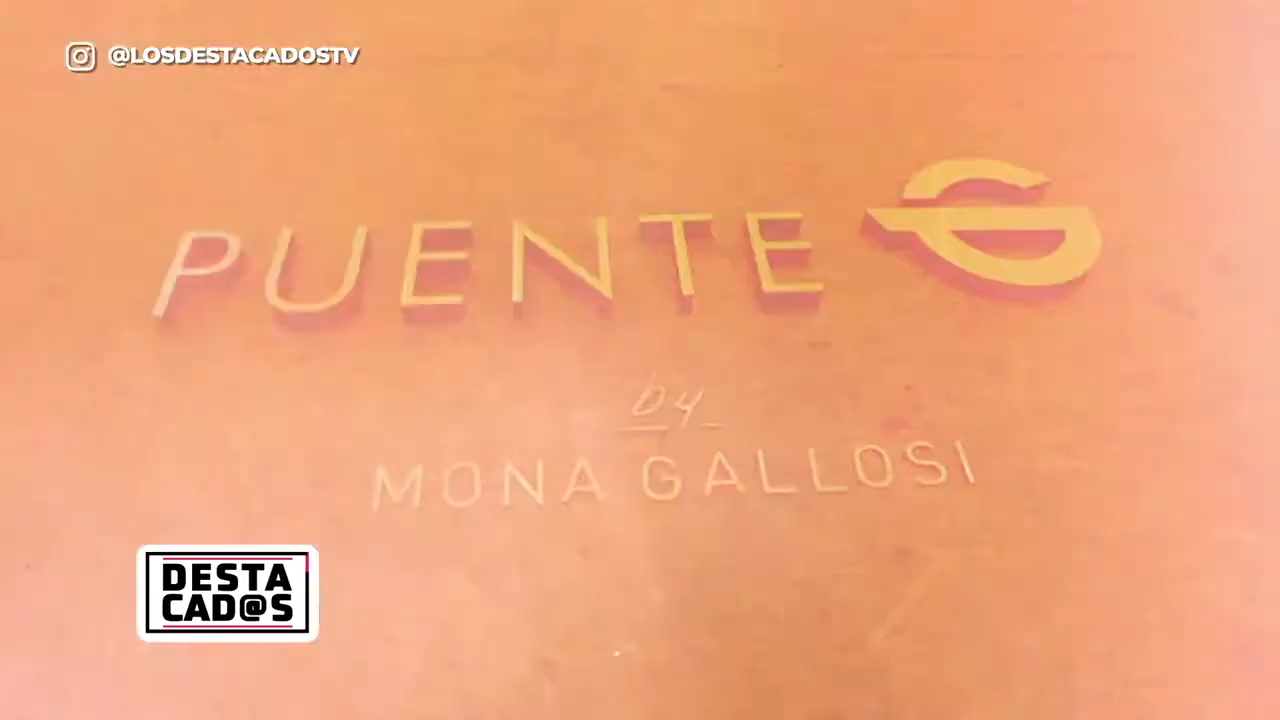 @LOSDESTACADOSTV
PUENTE G
by
MONA GALLOSI
DESTA
CAD@S